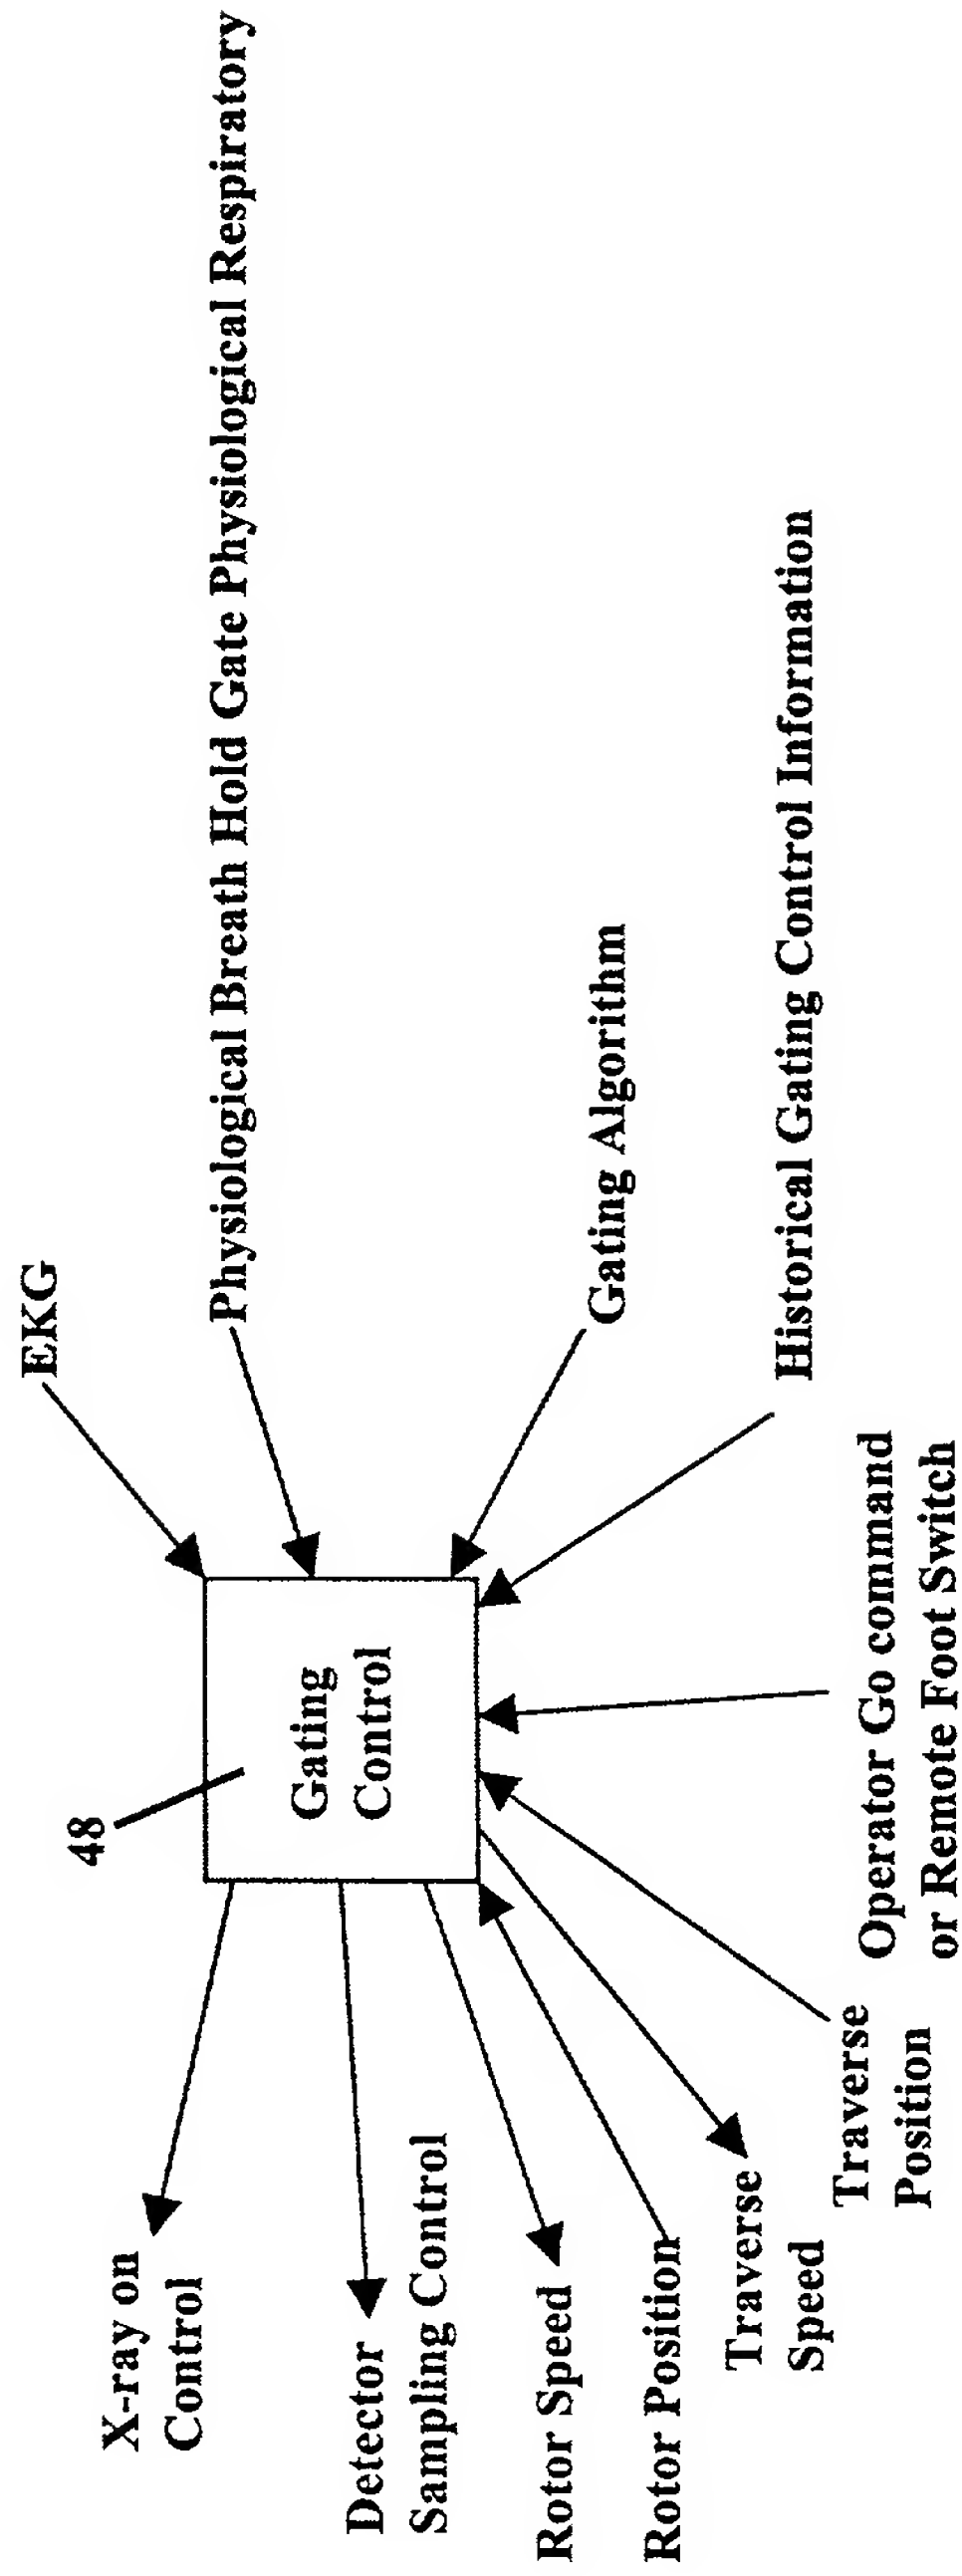 EKG
Physiological Breath Hold Gate Physiological Respiratory
48
X-ray on
Control
Gating
Control
Detector
Sampling Control
Gating Algorithm
Rotor Speed
Rotor Position
Historical Gating Control Information
Traverse
Speed
Traverse
Position
Operator Go command
or Remote Foot Switch